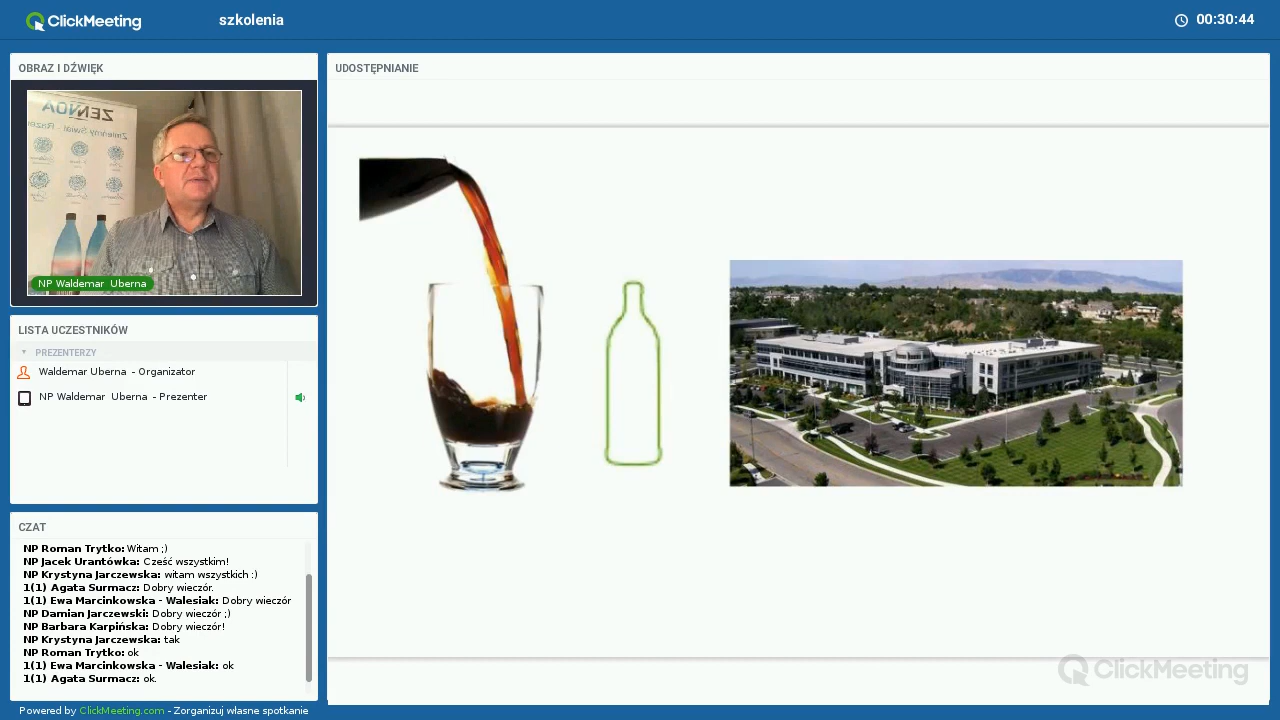 ClickMeeting
szkolenia
00:30:44
OBRAZ I DŹWIĘK
NP Waldemar Uberna
LISTA UCZESTNIKÓW
PREZENTERZY
Waldemar Uberna - Organizator
NP Waldemar Uberna - Prezenter
CZAT
NP Roman Trytko: Witam ;)
NP Jacek Urantówka: Cześć wszystkim!
NP Krystyna Jarczewska: witam wszystkich :)
1(1) Agata Surmacz: Dobry wieczór.
1(1) Ewa Marcinkowska - Walesiak: Dobry wieczór
NP Damian Jarczewski: Dobry wieczór ;)
NP Barbara Karpińska: Dobry wieczór!
NP Krystyna Jarczewska: tak
NP Roman Trytko: ok
1(1) Ewa Marcinkowska - Walesiak: ok
1(1) Agata Surmacz: ok.
Powered by ClickMeeting.com - Zorganizuj własne spotkanie
UDOSTĘPNIANIE
ClickMeeting